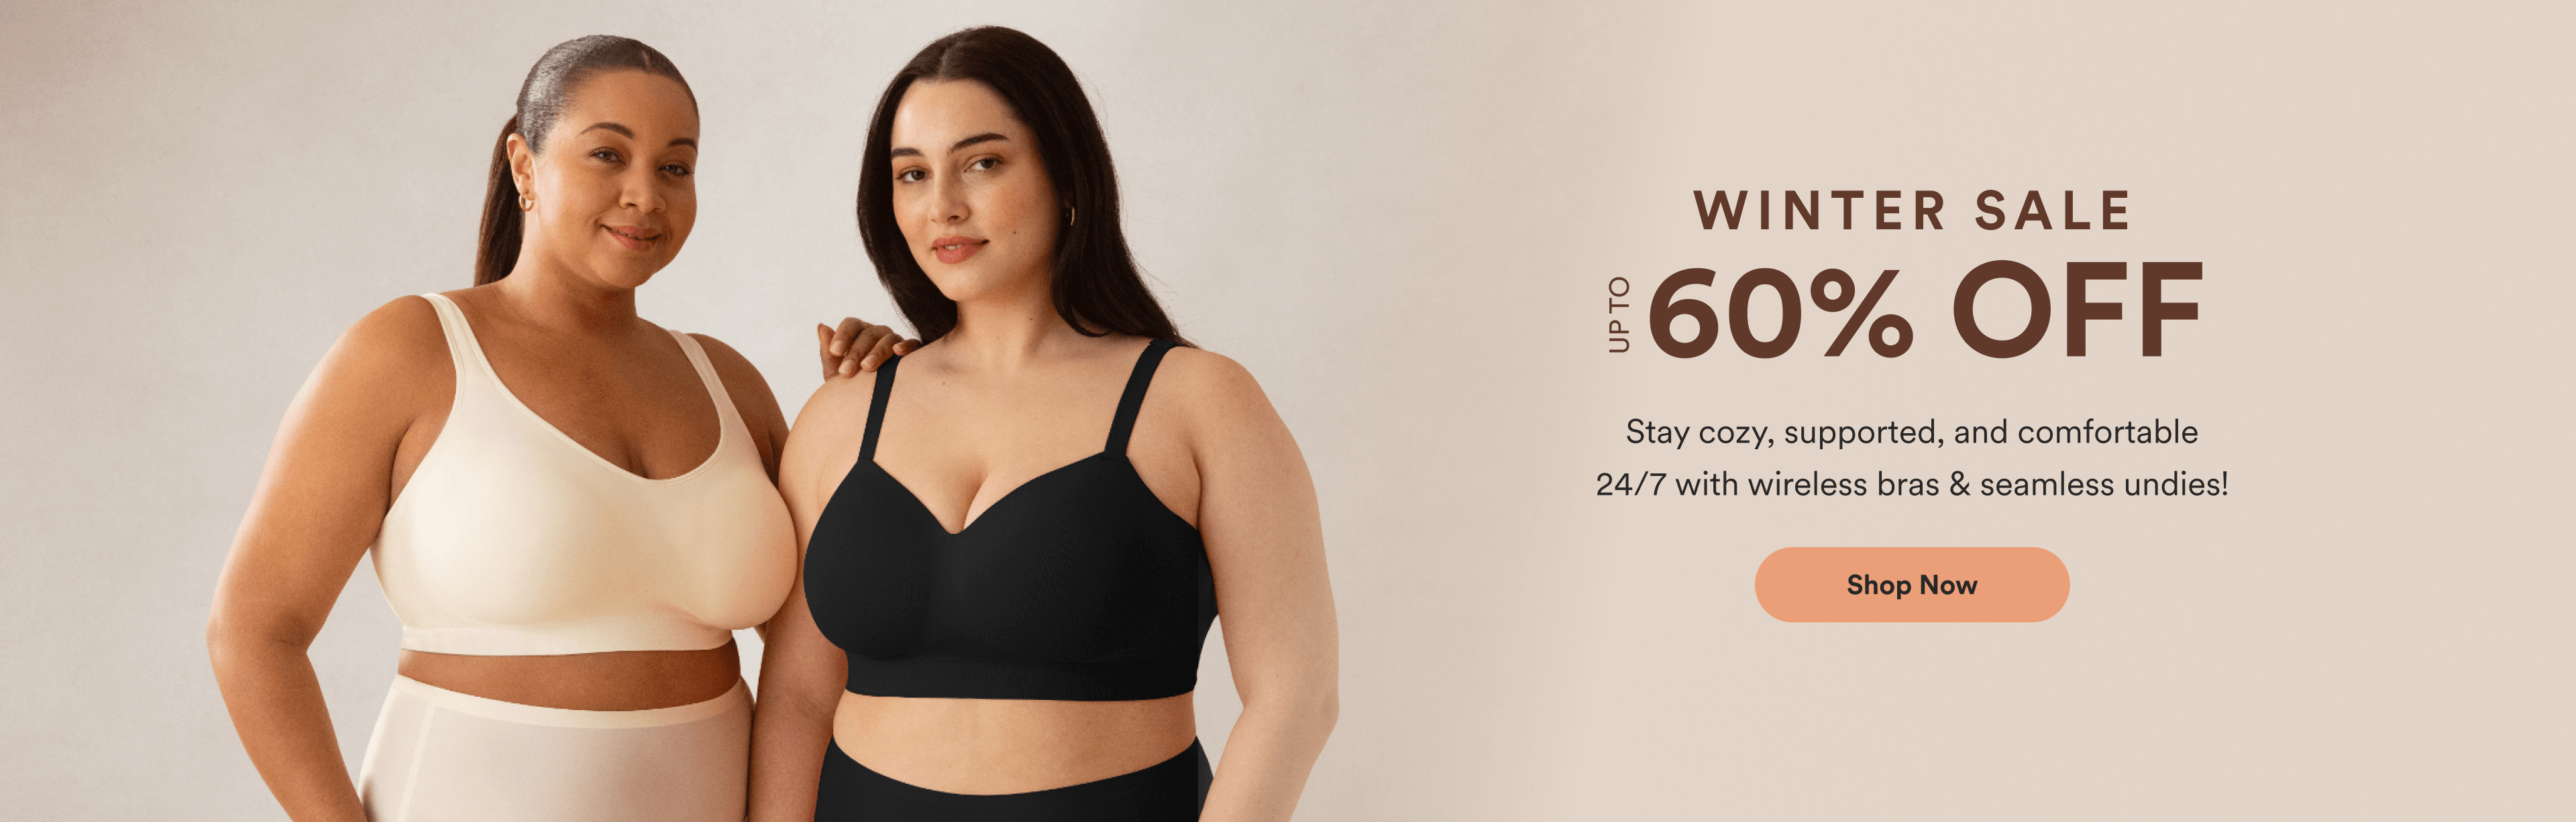 WINTER SALE
UP TO 60% OFF
Stay cozy, supported, and comfortable
24/7 with wireless bras & seamless undies!
Shop Now